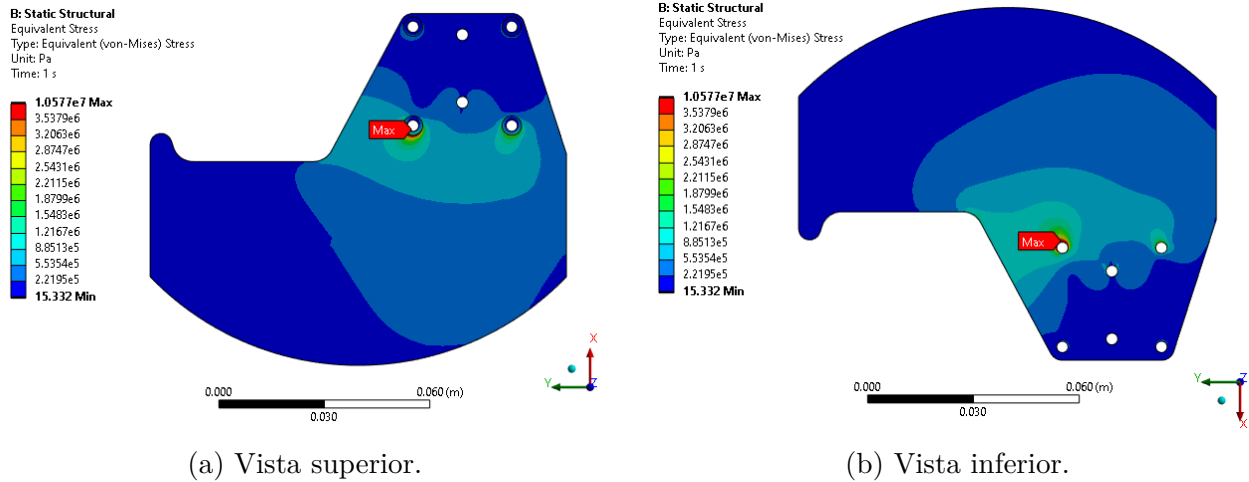 B: Static Structural
Equivalent Stress
Type: Equivalent (von-Mises) Stress
Unit: Pa
Time: 1 s
1.0577e7 Max
3.5379e6
3.2063e6
2.8747e6
2.5431e6
2.2115e6
1.8799e6
1.5483e6
1.2167e6
8.8513e5
5.5354e5
2.2195e5
15.332 Min
Max
0.000
0.060 (m)
0.030
X
Y
Z
(a) Vista superior.
B: Static Structural
Equivalent Stress
Type: Equivalent (von-Mises) Stress
Unit: Pa
Time: 1 s
1.0577e7 Max
3.5379e6
3.2063e6
2.8747e6
2.5431e6
2.2115e6
1.8799e6
1.5483e6
1.2167e6
8.8513e5
5.5354e5
2.2195e5
15.332 Min
Max
0.000
0.060 (m)
0.030
Y
Z
X
(b) Vista inferior.